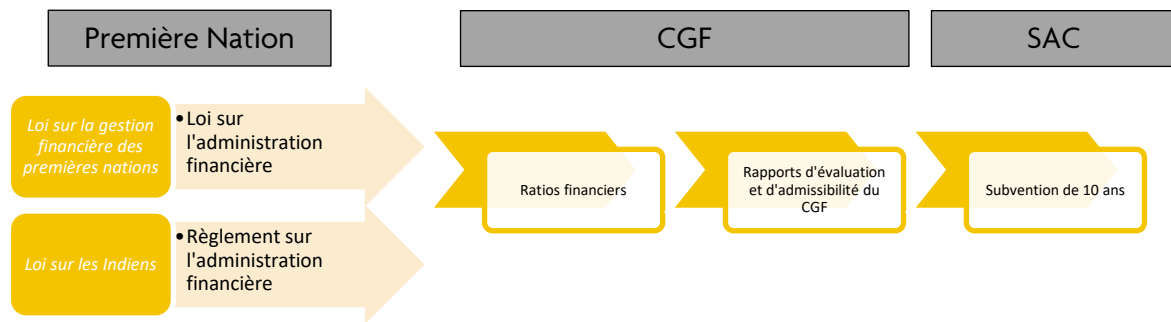 Première Nation
CGF
SAC
Loi sur la gestion
financière des
premières nations
•Loi sur
l'administration
financière
Loi sur les Indiens
•Règlement sur
l'administration
financière
Ratios financiers
Rapports d'évaluation
et d'admissibilité du
CGF
Subvention de 10 ans